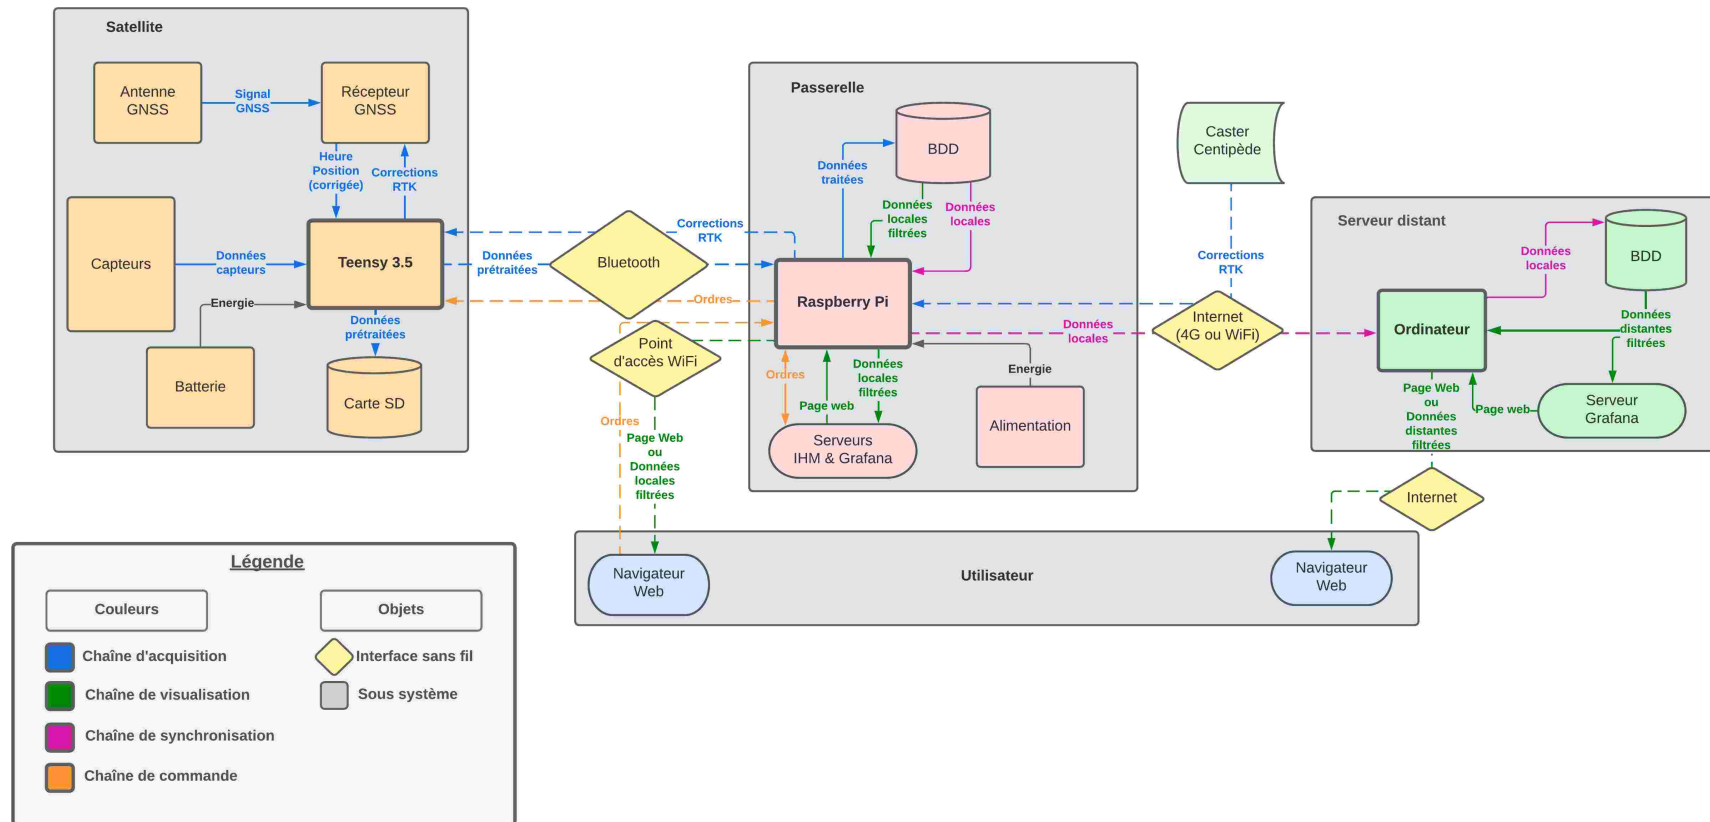 Satellite
Antenne
GNSS
Signal
GNSS
Récepteur
GNSS
Heure
Position
(corrigée)
Corrections
RTK
Capteurs
Données
capteurs
Teensy 3.5
Energie
Batterie
Données
prétraitées
Carte SD
Données
prétraitées
Bluetooth
Corrections
RTK
Ordres
Point
d'accès WiFi
Ordres
Page Web
ou
Données
locales
filtrées
Passerelle
BDD
Données
traitées
Données
locales
filtrées
Données
locales
Raspberry Pi
Ordres
Page web
Données
locales
filtrées
Serveurs
IHM & Grafana
Energie
Alimentation
Données
locales
Caster
Centipède
Corrections
RTK
Internet
(4G ou WiFi)
Serveur distant
Données
locales
BDD
Ordinateur
Données
distantes
filtrées
Page Web
ou
Données
distantes
filtrées
Page web
Serveur
Grafana
Internet
Utilisateur
Navigateur
Web
Navigateur
Web
Légende
Couleurs
Objets
Chaîne d'acquisition
Interface sans fil
Chaîne de visualisation
Sous système
Chaîne de synchronisation
Chaîne de commande